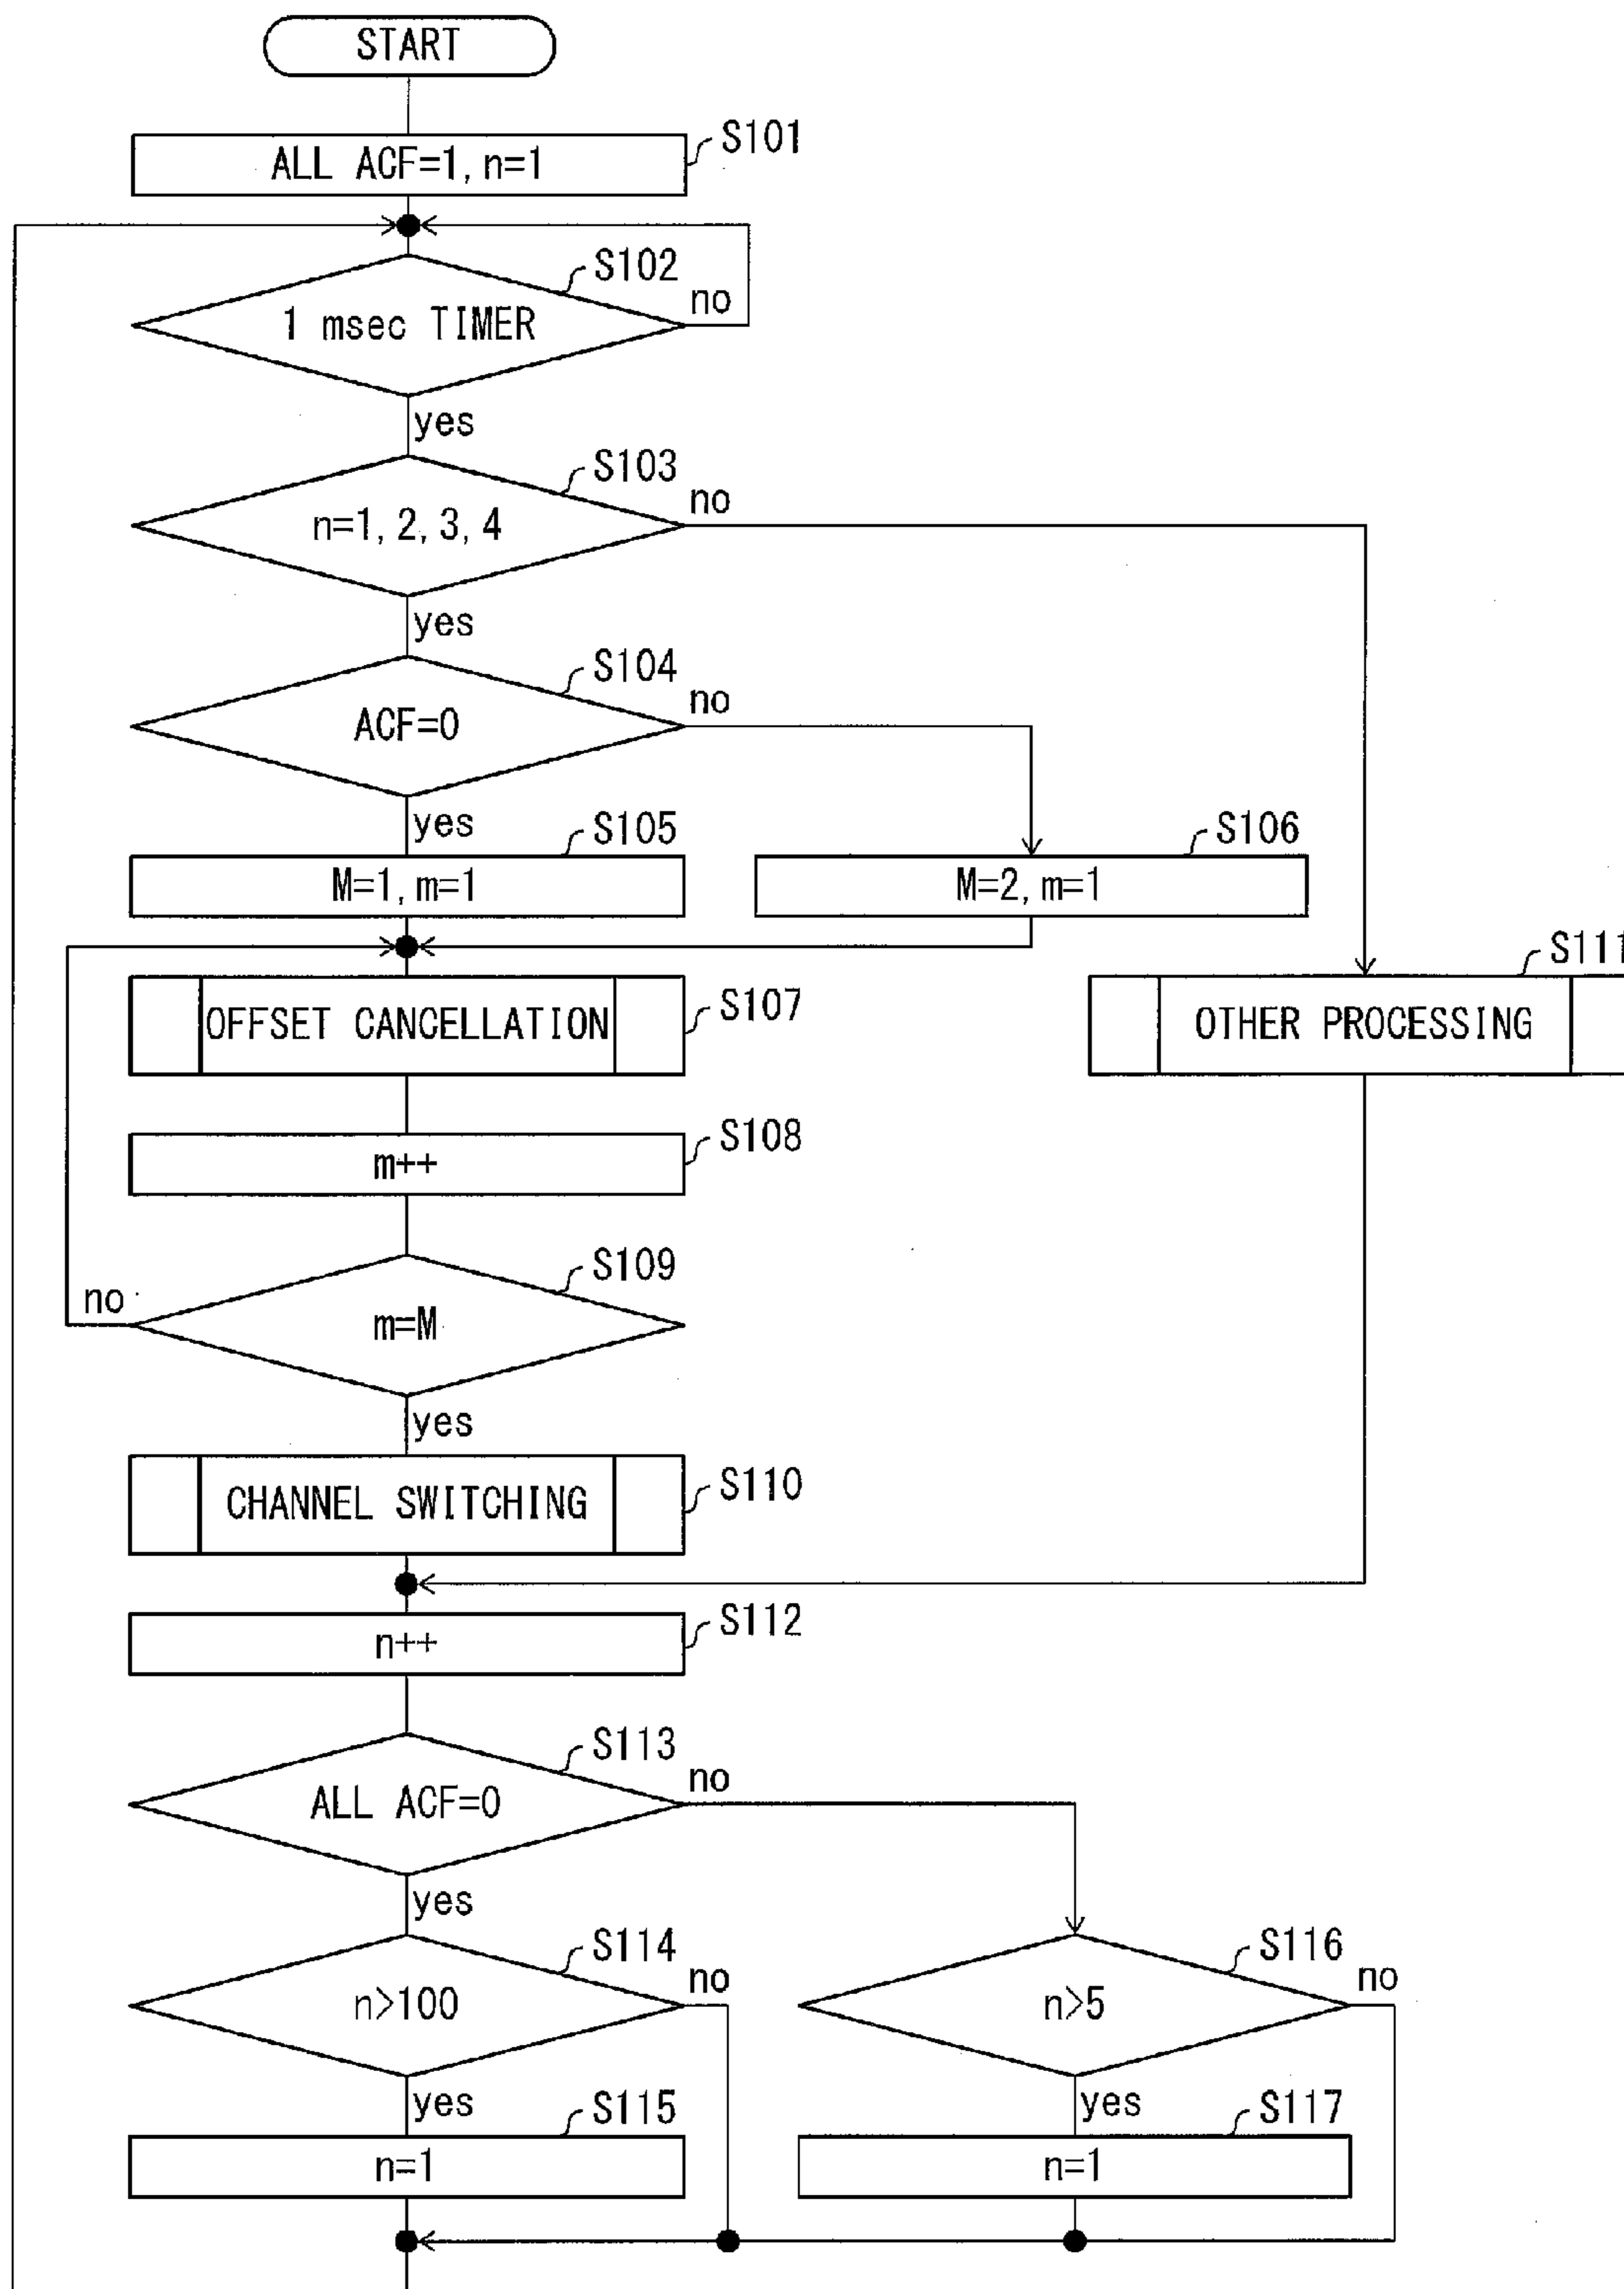 START
S101
ALL ACF=1, n=1
S102
1 msec TIMER
no
yes
S103
no
n=1, 2, 3, 4
yes
S104
no
ACF=0
yes
S105
S106
M=1, m=1
M=2, m=1
S111
OFFSET CANCELLATION
S107
OTHER PROCESSING
S108
m++
S109
no
m=M
yes
CHANNEL SWITCHING
S110
S112
n++
S113
no
ALL ACF=0
yes
S114
no
S116
no
n>100
n>5
yes
S115
yes
S117
n=1
n=1